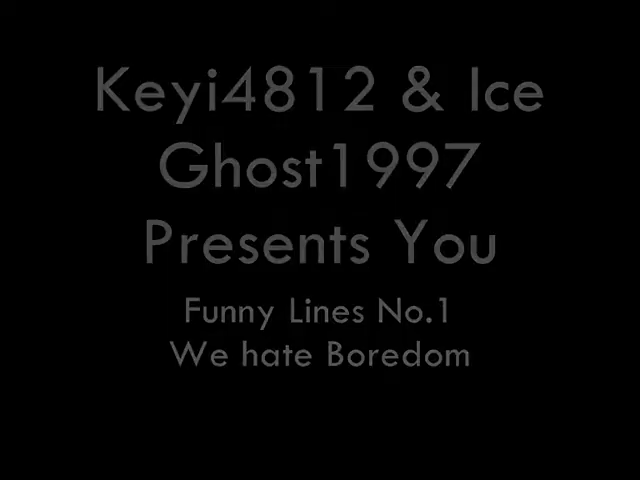 Keyi4812 & Ice
Ghost1997
Presents You
Funny Lines No.1
We hate Boredom